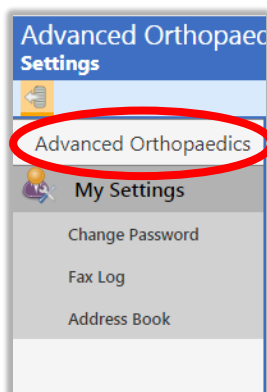 Advanced Orthopaed
Settings
Advanced Orthopaedics
My Settings
Change Password
Fax Log
Address Book